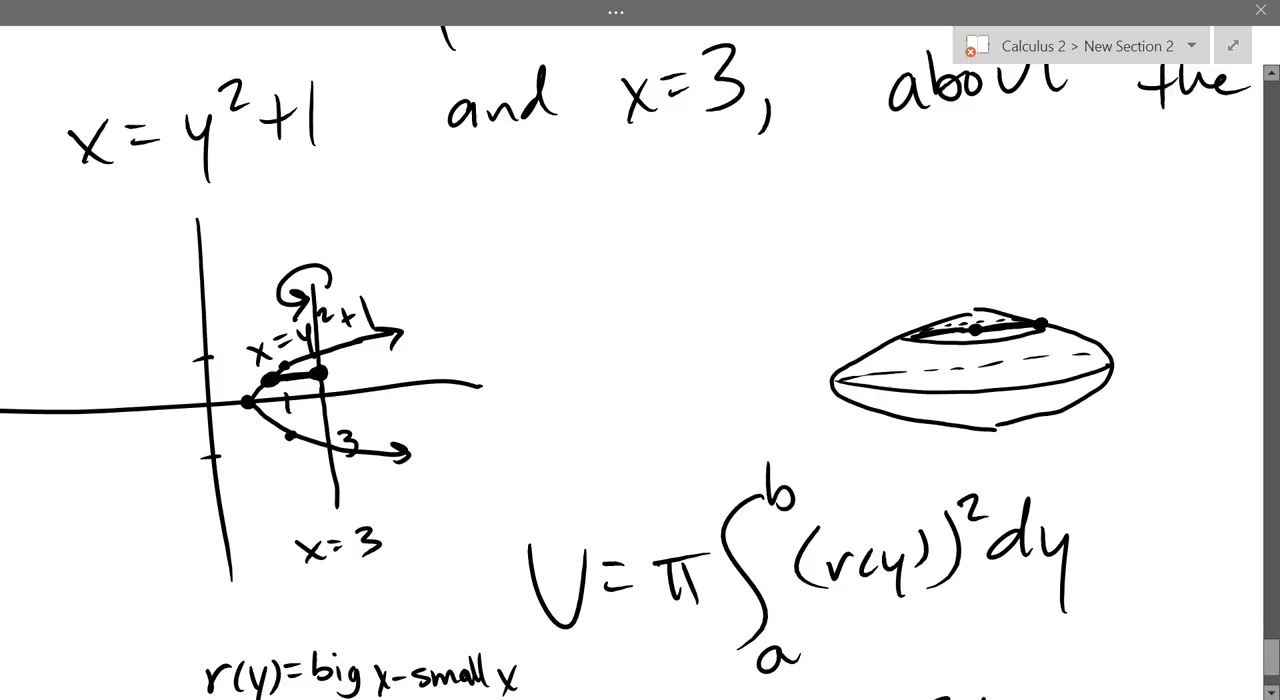 Calculus 2 > New Section 2
x = y² + 1 and x = 3, about the
x = y² + 1
1
3
x = 3
V = π ∫ₐᵇ (r(y))² dy
r(y) = big x - small x